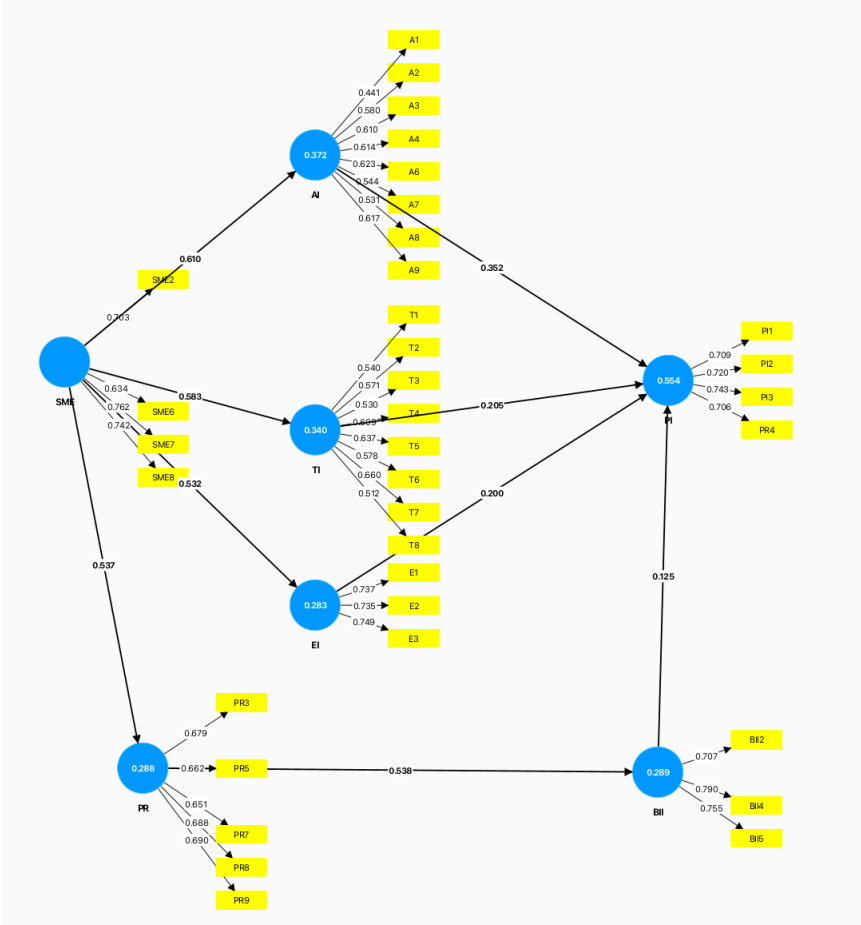 A1
A2
0.441
0.580
A3
0.610
A4
0.614
0.372
0.623
A6
0.544
AI
0.531
A7
0.617
A8
0.610
0.352
A9
SME2
0.703
T1
PI1
T2
0.709
0.540
PI2
0.720
0.571
T3
0.554
0.743
PI3
0.634
0.583
0.530
SME
0.762
SME6
0.205
T4
PI
0.706
0.742
0.609
PR4
0.340
0.637
T5
SME7
0.578
TI
0.660
T6
SME8
0.532
0.512
0.200
T7
T8
0.537
E1
0.125
0.737
0.283
0.735
E2
0.749
E3
EI
PR3
0.679
BII2
0.707
0.288
0.662
PR5
0.538
0.289
0.790
PR
0.651
BII
0.755
BII4
0.688
PR7
0.690
BII5
PR8
PR9